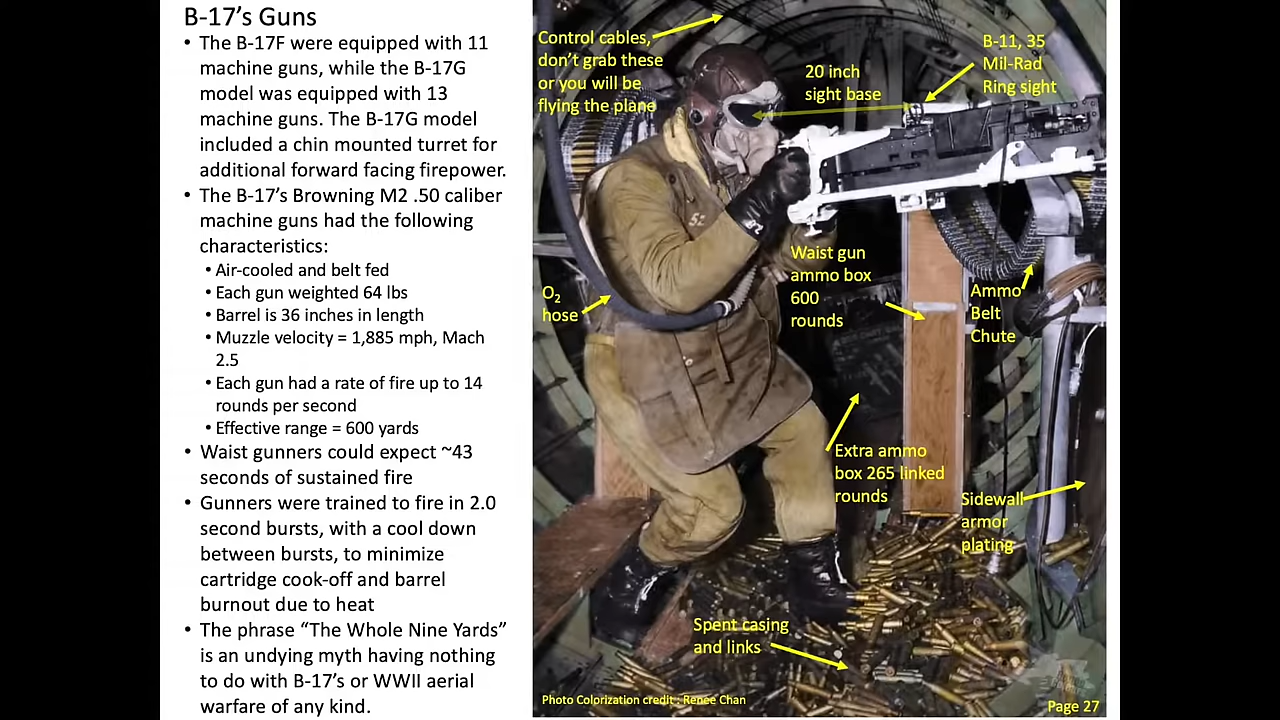 B-17’s Guns
• The B-17F were equipped with 11
machine guns, while the B-17G
model was equipped with 13
machine guns. The B-17G model
included a chin mounted turret for
additional forward facing firepower.
• The B-17’s Browning M2 .50 caliber
machine guns had the following
characteristics:
• Air-cooled and belt fed
• Each gun weighted 64 lbs
• Barrel is 36 inches in length
• Muzzle velocity = 1,885 mph, Mach
2.5
• Each gun had a rate of fire up to 14
rounds per second
• Effective range = 600 yards
• Waist gunners could expect ~43
seconds of sustained fire
• Gunners were trained to fire in 2.0
second bursts, with a cool down
between bursts, to minimize
cartridge cook-off and barrel
burnout due to heat
• The phrase “The Whole Nine Yards”
is an undying myth having nothing
to do with B-17’s or WWII aerial
warfare of any kind.
Control cables,
don’t grab these
or you will be
flying the plane
20 inch
sight base
B-11, 35
Mil-Rad
Ring sight
52
Waist gun
ammo box
600
rounds
O₂
hose
Ammo
Belt
Chute
Extra ammo
box 265 linked
rounds
Sidewall
armor
plating
Spent casing
and links
Photo Colorization credit : Renee Chan
Page 27